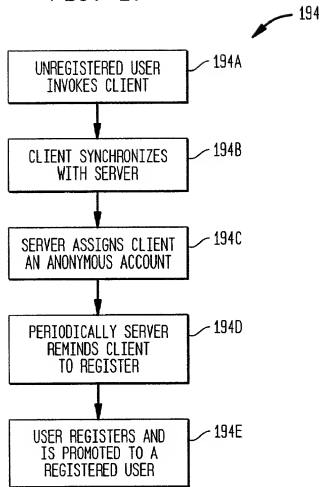 194
UNREGISTERED USER
INVOKES CLIENT
194A
CLIENT SYNCHRONIZES
WITH SERVER
194B
SERVER ASSIGNS CLIENT
AN ANONYMOUS ACCOUNT
194C
PERIODICALLY SERVER
REMINDS CLIENT
TO REGISTER
194D
USER REGISTERS AND
IS PROMOTED TO A
REGISTERED USER
194E